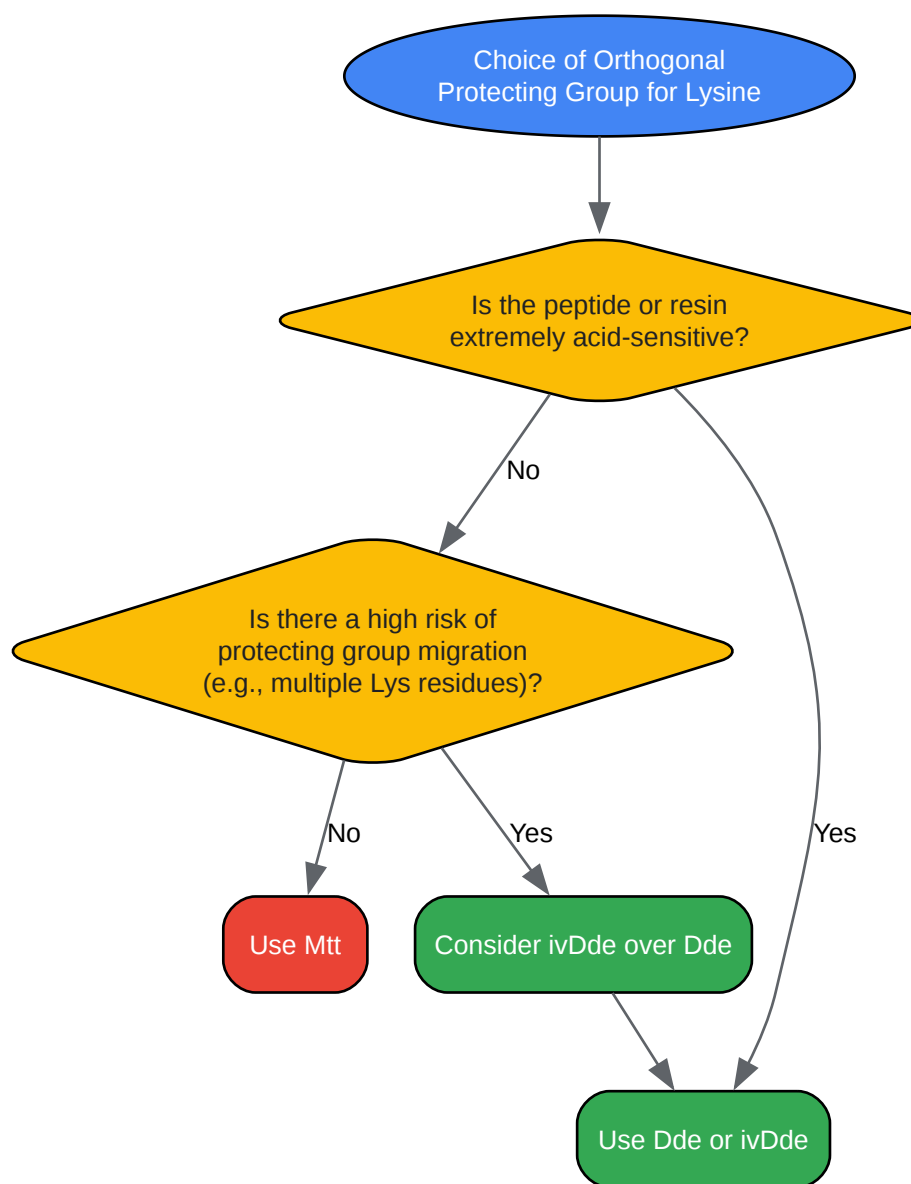 Choice of Orthogonal
Protecting Group for Lysine
Is the peptide or resin
extremely acid-sensitive?
No
Is there a high risk of
protecting group migration
(e.g., multiple Lys residues)?
No
Yes
Yes
Use Mtt
Consider ivDde over Dde
Use Dde or ivDde